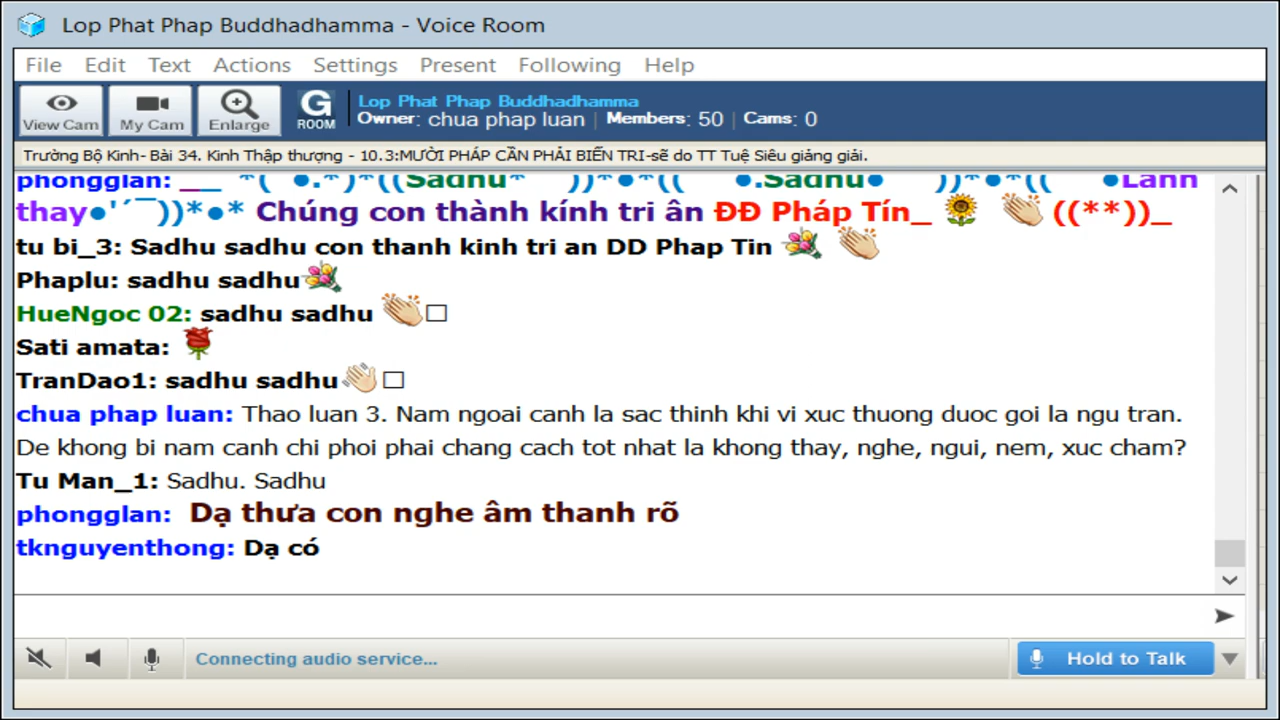 Lop Phat Phap Buddhadhamma - Voice Room
File Edit Text Actions Settings Present Following Help
View Cam My Cam Enlarge G ROOM
Lop Phat Phap Buddhadhamma
Owner: chua phap luan | Members: 50 | Cams: 0
Trường Bộ Kinh- Bài 34. Kinh Thập thượng - 10.3:MƯỜI PHÁP CẦN PHẢI BIẾN TRI-sẽ do TT Tuệ Siêu giảng giải.
phongglan: __ *( ●.*)*((Sadhu* ))*●*(( ●.Sadhu● ))*●*(( ●Lành
thay●'´¯))*●* Chúng con thành kính tri ân ĐĐ Pháp Tín_ ((**))_
tu bi_3: Sadhu sadhu con thanh kinh tri an DD Phap Tin
Phaplu: sadhu sadhu
HueNgoc 02: sadhu sadhu
Sati amata:
TranDao1: sadhu sadhu
chua phap luan: Thao luan 3. Nam ngoai canh la sac thinh khi vi xuc thuong duoc goi la ngu tran.
De khong bi nam canh chi phoi phai chang cach tot nhat la khong thay, nghe, ngui, nem, xuc cham?
Tu Man_1: Sadhu. Sadhu
phongglan: Dạ thưa con nghe âm thanh rõ
tknguyenthong: Dạ có
Connecting audio service...
Hold to Talk